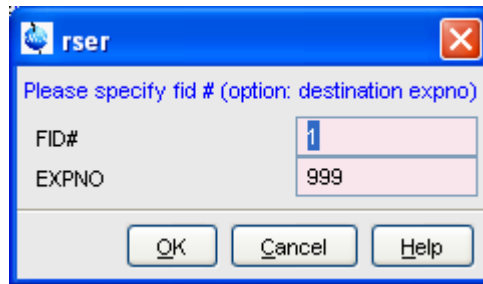 rser
Please specify fid # (option: destination expno)
FID# 1
EXPNO 999
OK Cancel Help